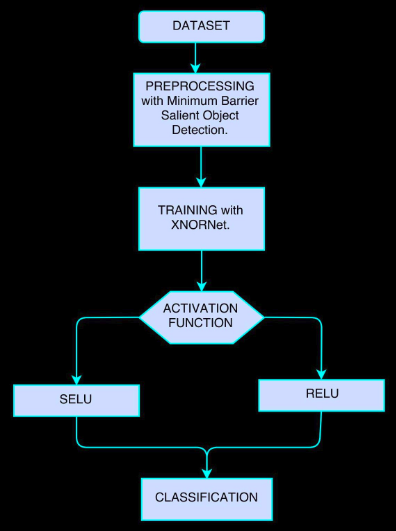 DATASET
PREPROCESSING
with Minimum Barrier
Salient Object
Detection.
TRAINING with
XNORNet.
ACTIVATION
FUNCTION
SELU
RELU
CLASSIFICATION